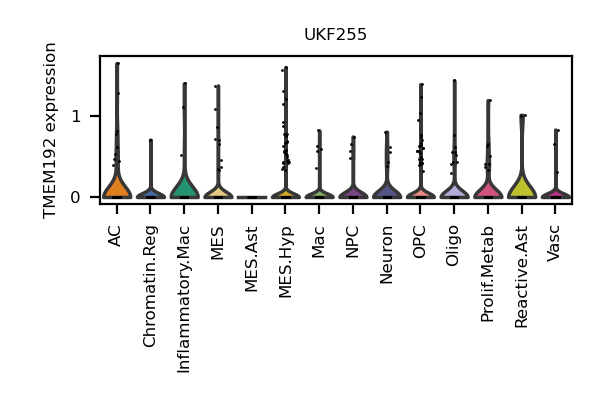 UKF255
TMEM192 expression
1
0
AC
Chromatin.Reg
Inflammatory.Mac
MES
MES.Ast
MES.Hyp
Mac
NPC
Neuron
OPC
Oligo
Prolif.Metab
Reactive.Ast
Vasc